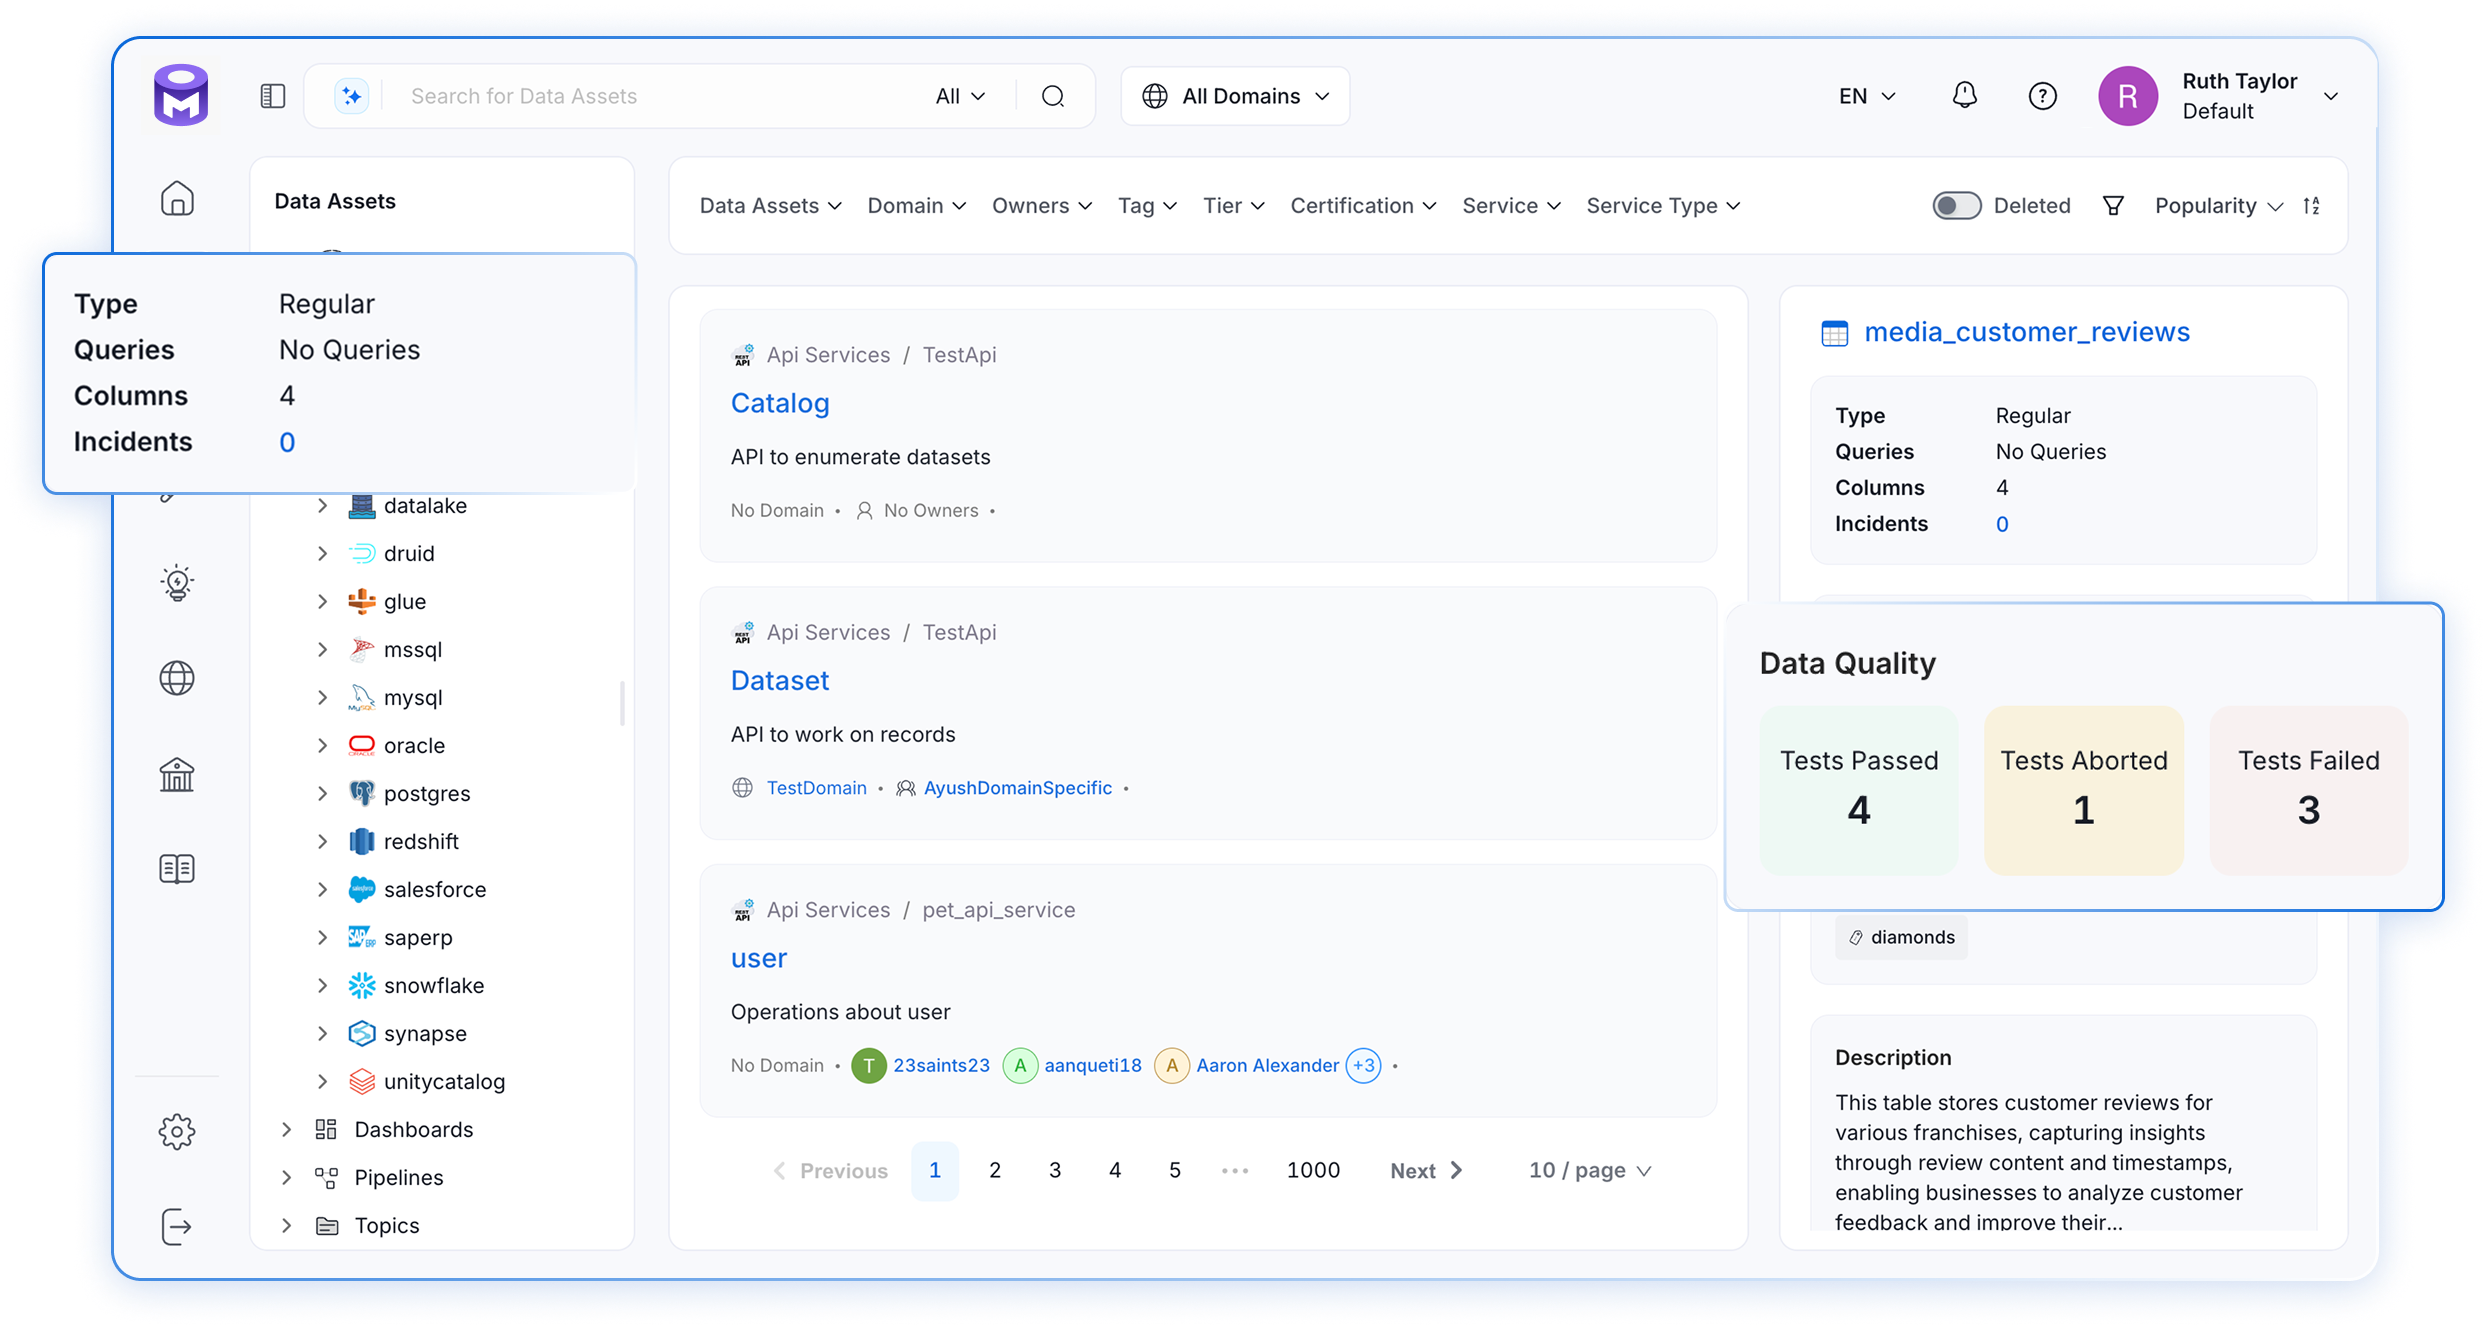 Search for Data Assets
All
All Domains
EN
R
Ruth Taylor
Default
Data Assets
Type Regular
Queries No Queries
Columns 4
Incidents 0
datalake
druid
glue
mssql
mysql
oracle
postgres
redshift
salesforce
saperp
snowflake
synapse
unitycatalog
Dashboards
Pipelines
Topics
Data Assets Domain Owners Tag Tier Certification Service Service Type
Deleted
Popularity
REST API
Api Services / TestApi
Catalog
API to enumerate datasets
No Domain • No Owners •
REST API
Api Services / TestApi
Dataset
API to work on records
TestDomain • AyushDomainSpecific •
REST API
Api Services / pet_api_service
user
Operations about user
No Domain • T 23saints23 A aanqueti18 A Aaron Alexander +3 •
Previous 1 2 3 4 5 ••• 1000 Next 10 / page
media_customer_reviews
Type Regular
Queries No Queries
Columns 4
Incidents 0
Data Quality
Tests Passed
4
Tests Aborted
1
Tests Failed
3
diamonds
Description
This table stores customer reviews for
various franchises, capturing insights
through review content and timestamps,
enabling businesses to analyze customer
feedback and improve their...